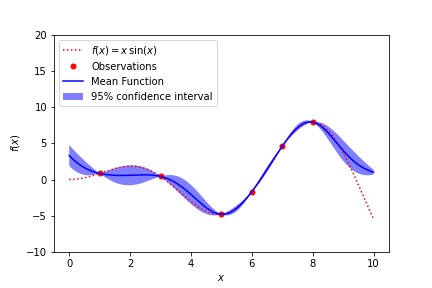 f(x) = x sin(x)
Observations
Mean Function
95% confidence interval
f(x)
20
15
10
5
0
−5
−10
0 2 4 6 8 10
x